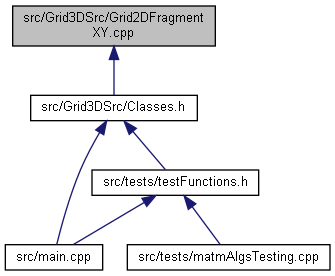 src/Grid3DSrc/Grid2DFragment
XY.cpp
src/Grid3DSrc/Classes.h
src/tests/testFunctions.h
src/main.cpp
src/tests/matmAlgsTesting.cpp